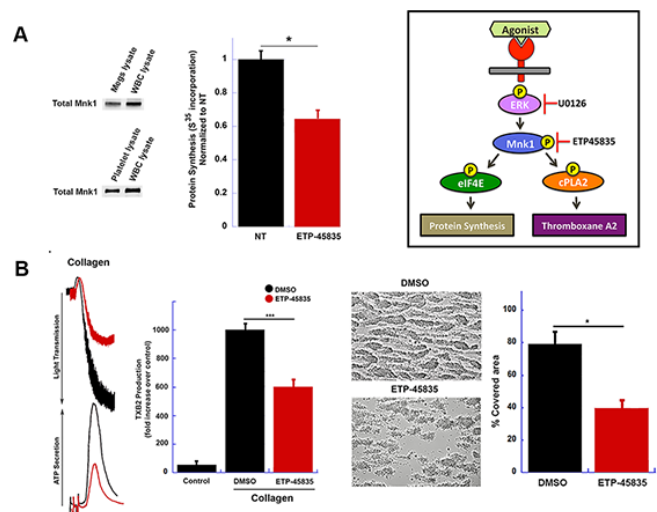 A
Megs lysate
WBC lysate
Total Mnk1
Platelet lysate
WBC lysate
Total Mnk1
Protein Synthesis (S35 incorporation)
Normalized to NT
1
0.8
0.6
0.4
0.2
0
*
NT
ETP-45835
Agonist
P
ERK
U0126
Mnk1
P
ETP45835
P
P
eIF4E
cPLA2
Protein Synthesis
Thromboxane A2
B
Collagen
Light Transmission
ATP Secretion
DMSO
ETP-45835
TXB2 Production
(fold increase over control)
1000
800
600
400
200
0
***
Control
DMSO
ETP-45835
Collagen
DMSO
ETP-45835
% Covered area
80
60
40
20
0
*
DMSO
ETP-45835